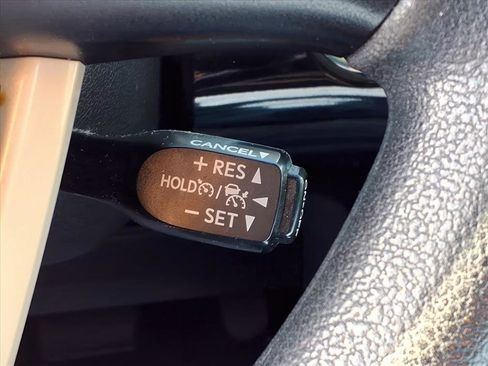 CANCEL▼
+ RES ▲
HOLD / ◀
− SET ▼